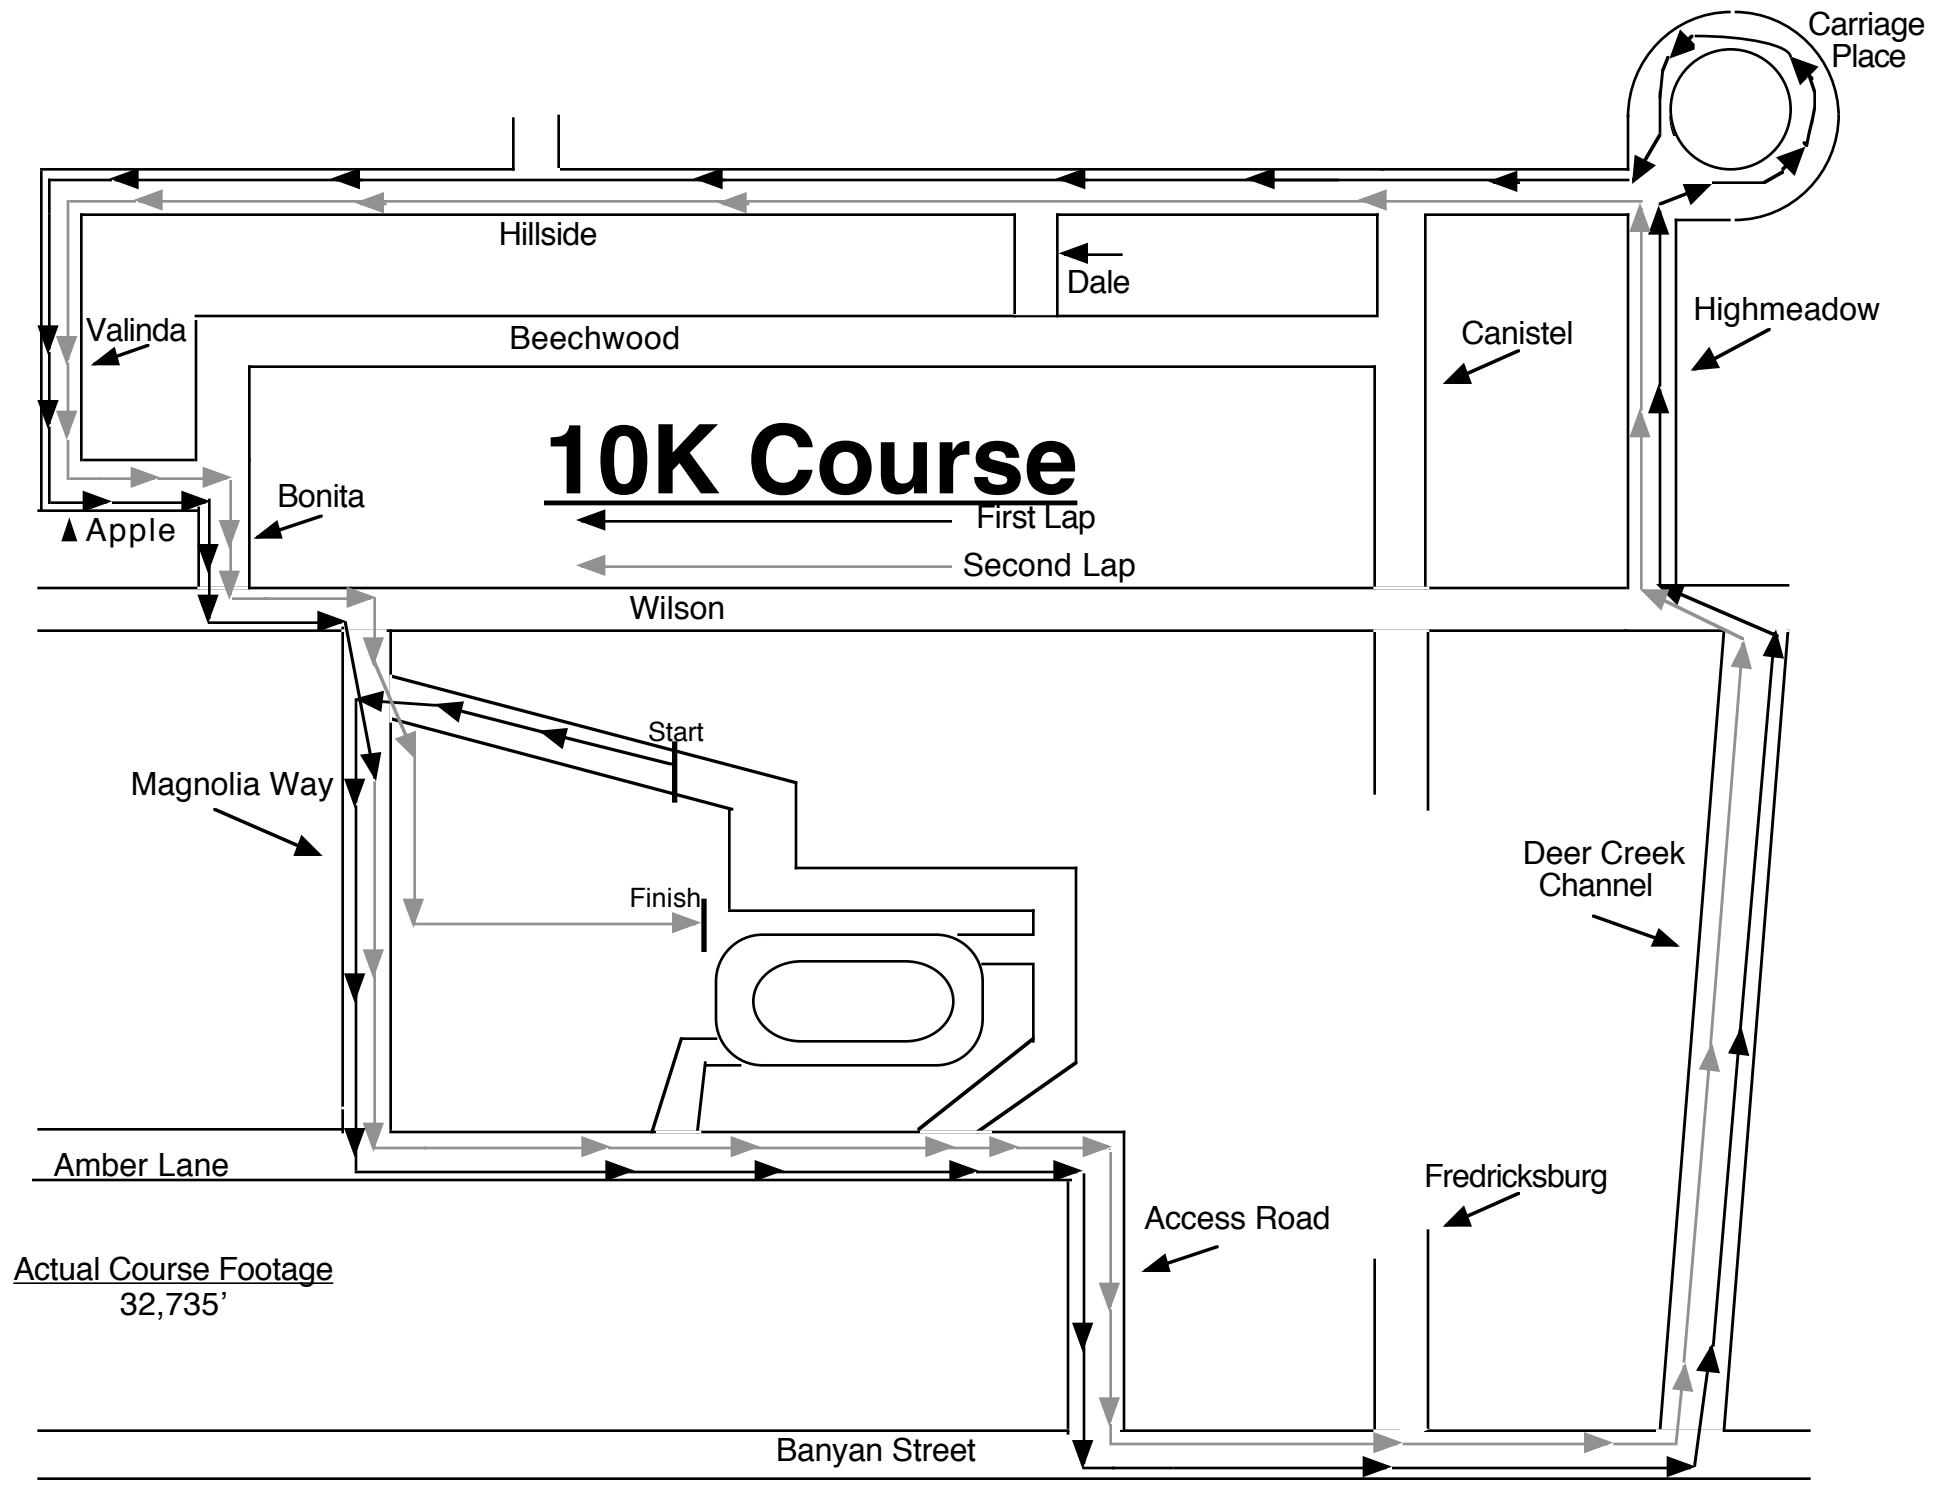 Carriage
Place
Hillside
Dale
Highmeadow
Valinda
Beechwood
Canistel
10K Course
Bonita
First Lap
Apple
Second Lap
Wilson
Start
Magnolia Way
Deer Creek
Channel
Finish
Amber Lane
Fredricksburg
Access Road
Actual Course Footage
32,735’
Banyan Street